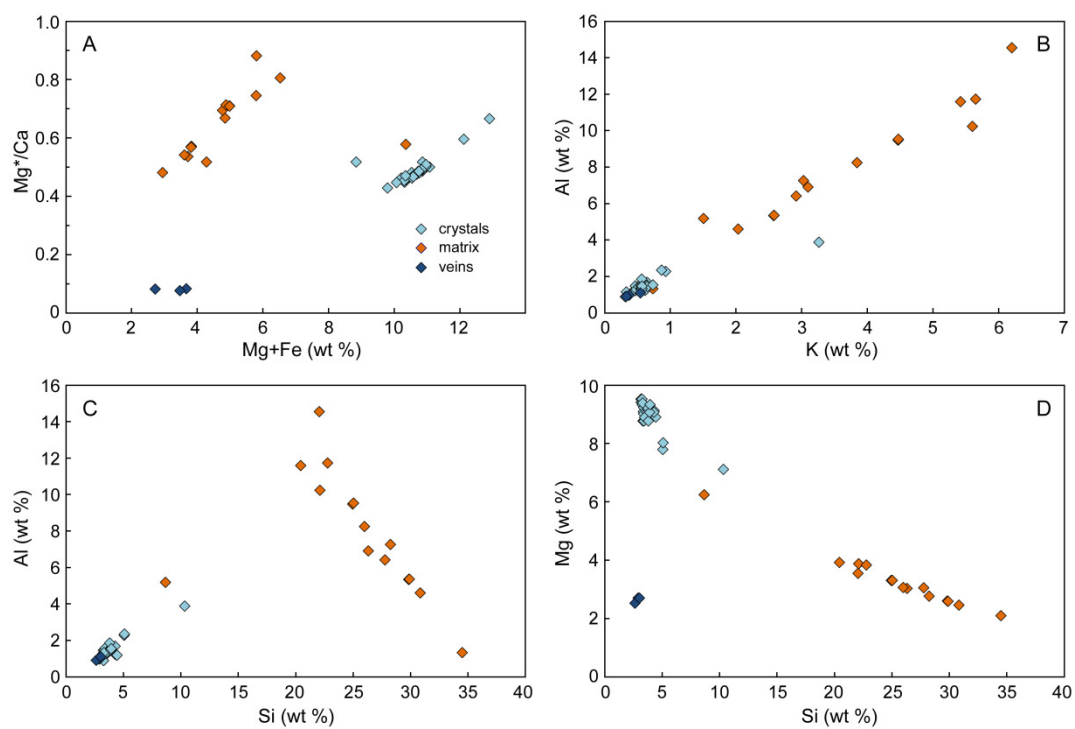 A
1.0
0.8
0.6
0.4
0.2
0
Mg*/Ca
0 2 4 6 8 10 12
Mg+Fe (wt %)
crystals
matrix
veins
B
16
14
12
10
8
6
4
2
0
Al (wt %)
0 1 2 3 4 5 6 7
K (wt %)
C
16
14
12
10
8
6
4
2
0
Al (wt %)
0 5 10 15 20 25 30 35 40
Si (wt %)
D
10
8
6
4
2
0
Mg (wt %)
0 5 10 15 20 25 30 35 40
Si (wt %)